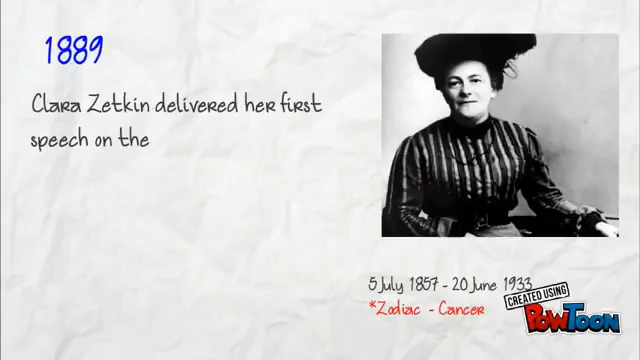 1889
Clara Zetkin delivered her first
speech on the
5 July 1857 - 20 June 1933
*Zodiac - Cancer
CREATED USING
POWTOON